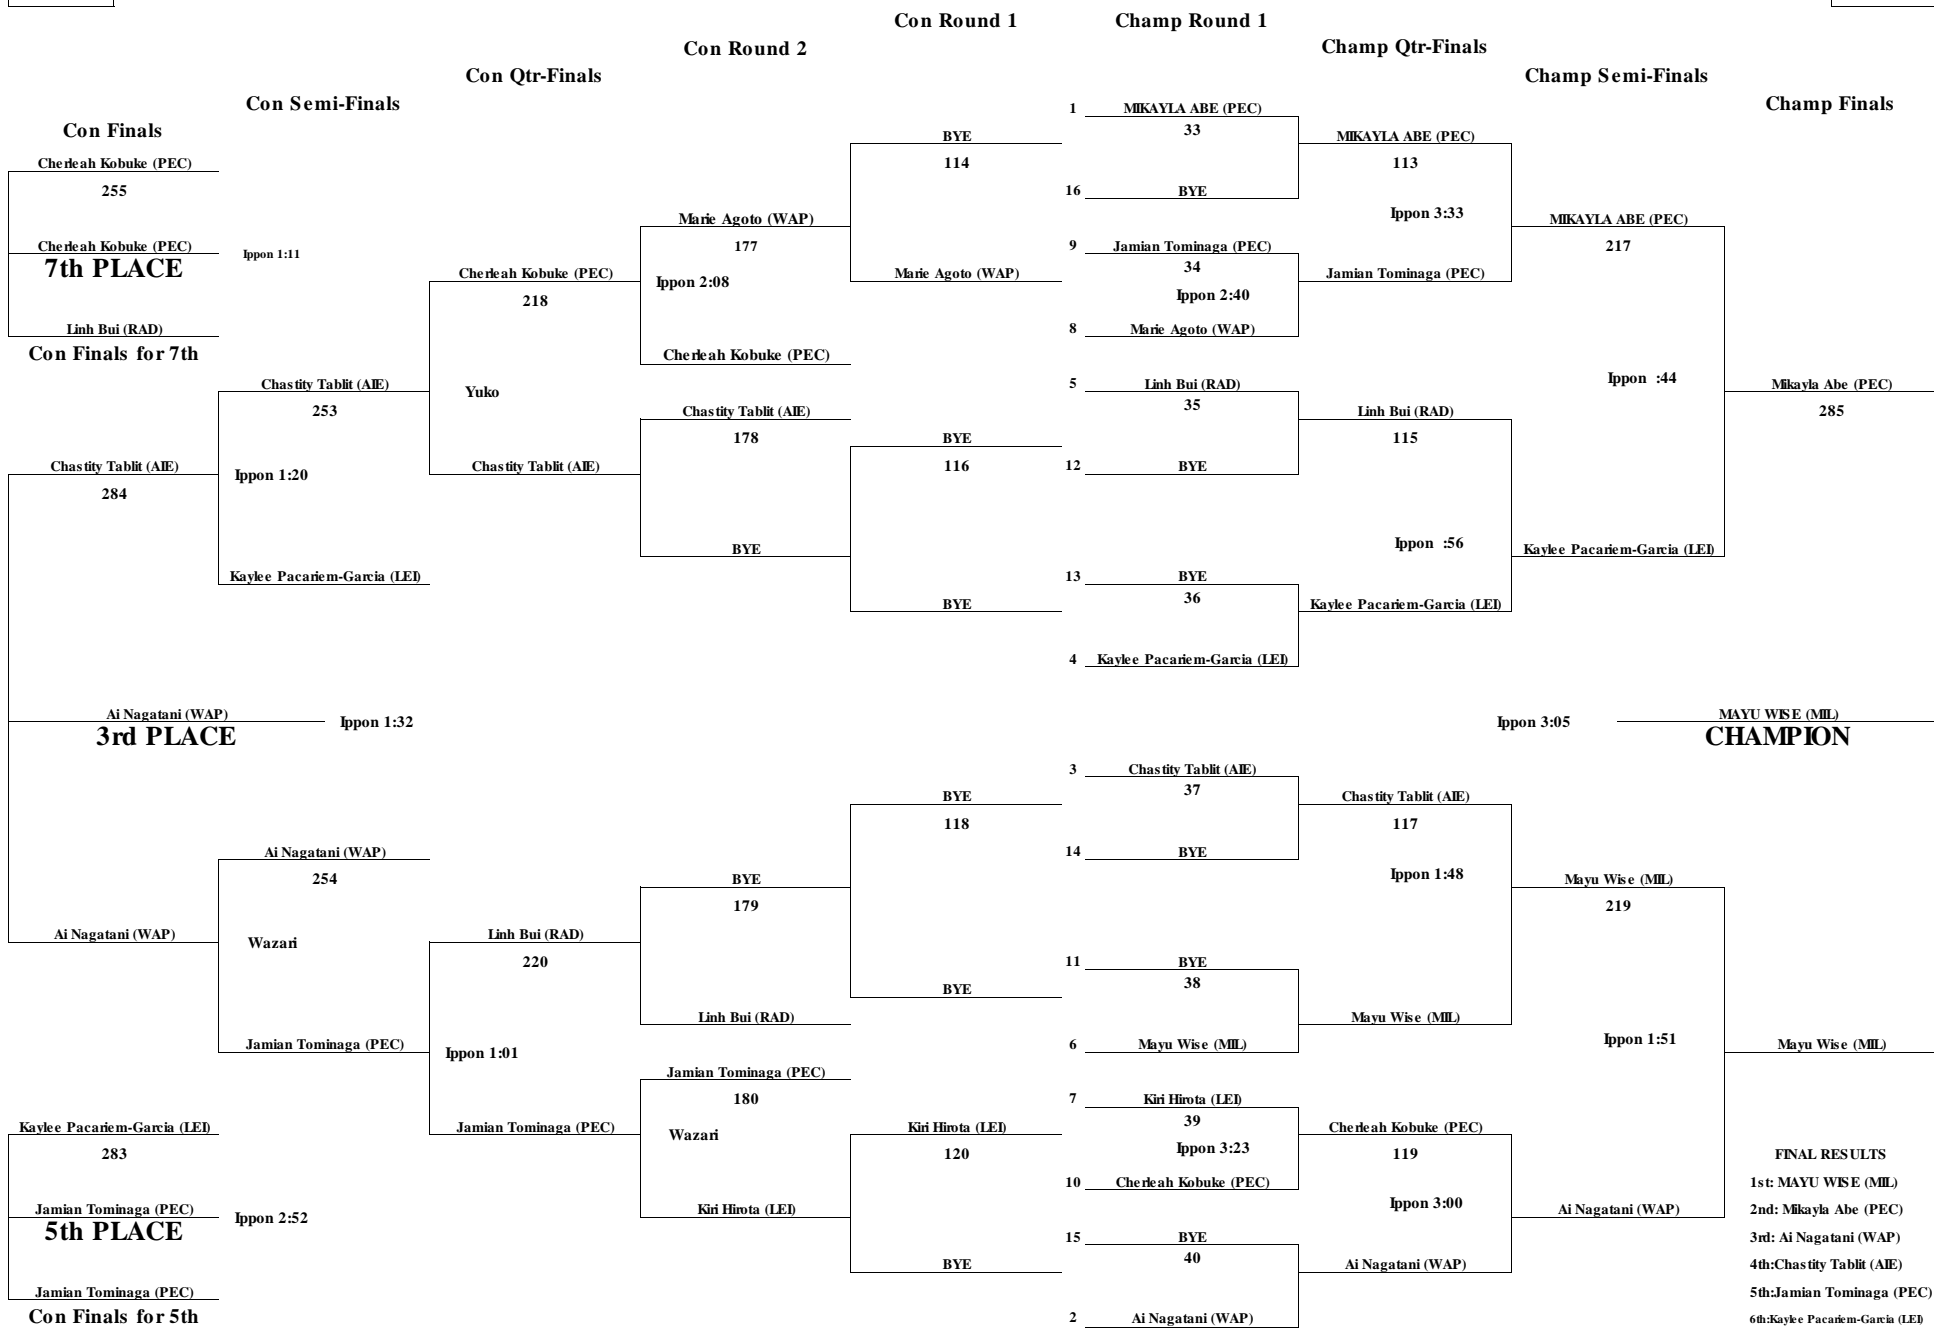 Con Round 1
Champ Round 1
Con Round 2
Champ Qtr-Finals
Con Qtr-Finals
Champ Semi-Finals
Con Semi-Finals
Champ Finals
Con Finals
1 MIKAYLA ABE (PEC)
33
BYE
MIKAYLA ABE (PEC)
Cherleah Kobuke (PEC)
114
113
255
16 BYE
Ippon 3:33
Marie Agoto (WAP)
MIKAYLA ABE (PEC)
Cherleah Kobuke (PEC)
Ippon 1:11
177
9 Jamian Tominaga (PEC)
217
7th PLACE
34
Cherleah Kobuke (PEC)
Ippon 2:08
Marie Agoto (WAP)
Jamian Tominaga (PEC)
218
Ippon 2:40
Linh Bui (RAD)
8 Marie Agoto (WAP)
Con Finals for 7th
Cherleah Kobuke (PEC)
Ippon :44
Chastity Tablit (AIE)
Yuko
5 Linh Bui (RAD)
Mikayla Abe (PEC)
253
35
285
Chastity Tablit (AIE)
Linh Bui (RAD)
178
BYE
115
Chastity Tablit (AIE)
Ippon 1:20
Chastity Tablit (AIE)
116
12 BYE
284
BYE
Ippon :56
Kaylee Pacariem-Garcia (LEI)
Kaylee Pacariem-Garcia (LEI)
13 BYE
36
BYE
Kaylee Pacariem-Garcia (LEI)
4 Kaylee Pacariem-Garcia (LEI)
Ai Nagatani (WAP)
Ippon 1:32
Ippon 3:05
MAYU WISE (MIL)
3rd PLACE
CHAMPION
3 Chastity Tablit (AIE)
37
BYE
Chastity Tablit (AIE)
118
117
Ai Nagatani (WAP)
14 BYE
Ippon 1:48
254
BYE
Mayu Wise (MIL)
179
219
Ai Nagatani (WAP)
Wazari
Linh Bui (RAD)
220
11 BYE
38
BYE
Linh Bui (RAD)
Mayu Wise (MIL)
Jamian Tominaga (PEC)
Ippon 1:01
6 Mayu Wise (MIL)
Ippon 1:51
Mayu Wise (MIL)
Jamian Tominaga (PEC)
180
7 Kiri Hirota (LEI)
39
Kaylee Pacariem-Garcia (LEI)
Jamian Tominaga (PEC)
Wazari
Kiri Hirota (LEI)
Cherleah Kobuke (PEC)
283
120
Ippon 3:23
119
FINAL RESULTS
10 Cherleah Kobuke (PEC)
1st: MAYU WISE (MIL)
Jamian Tominaga (PEC)
Ippon 2:52
Kiri Hirota (LEI)
Ippon 3:00
Ai Nagatani (WAP)
2nd: Mikayla Abe (PEC)
5th PLACE
15 BYE
3rd: Ai Nagatani (WAP)
40
BYE
Ai Nagatani (WAP)
4th:Chastity Tablit (AIE)
Jamian Tominaga (PEC)
5th:Jamian Tominaga (PEC)
Con Finals for 5th
2 Ai Nagatani (WAP)
6th:Kaylee Pacariem-Garcia (LEI)